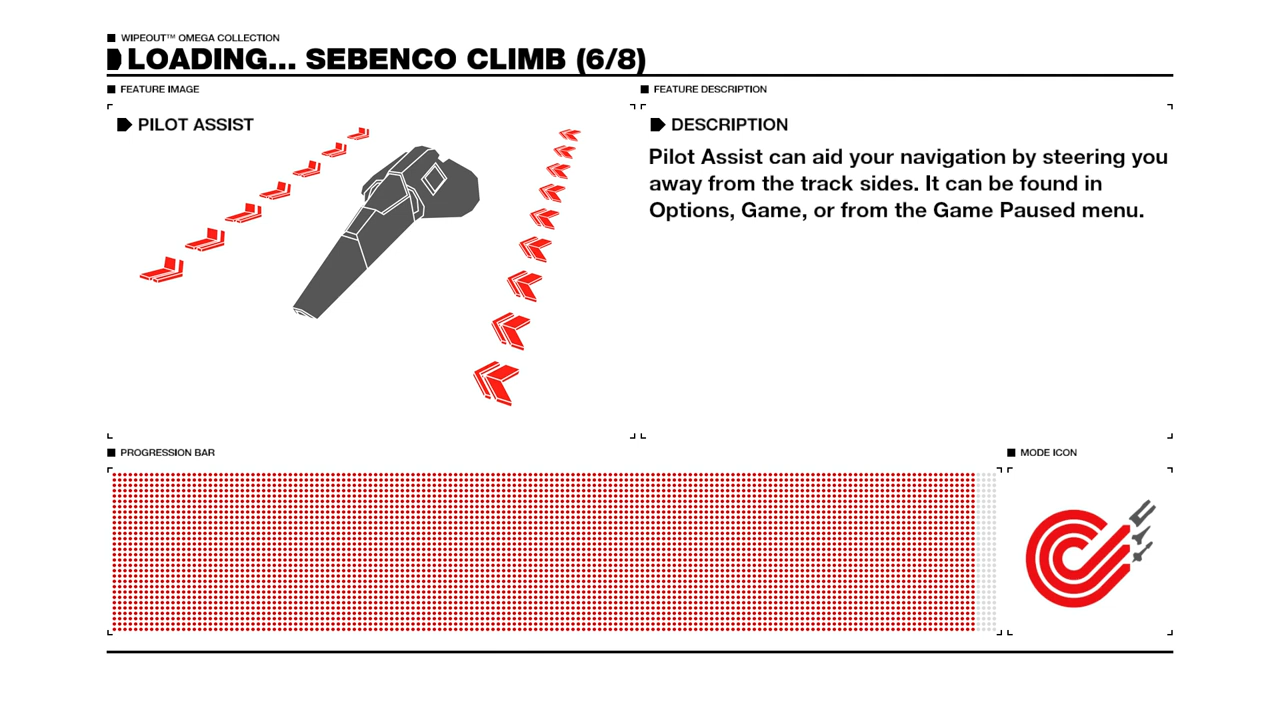 WIPEOUT™ OMEGA COLLECTION
LOADING... SEBENCO CLIMB (6/8)
FEATURE IMAGE
PILOT ASSIST
FEATURE DESCRIPTION
DESCRIPTION
Pilot Assist can aid your navigation by steering you
away from the track sides. It can be found in
Options, Game, or from the Game Paused menu.
PROGRESSION BAR
MODE ICON